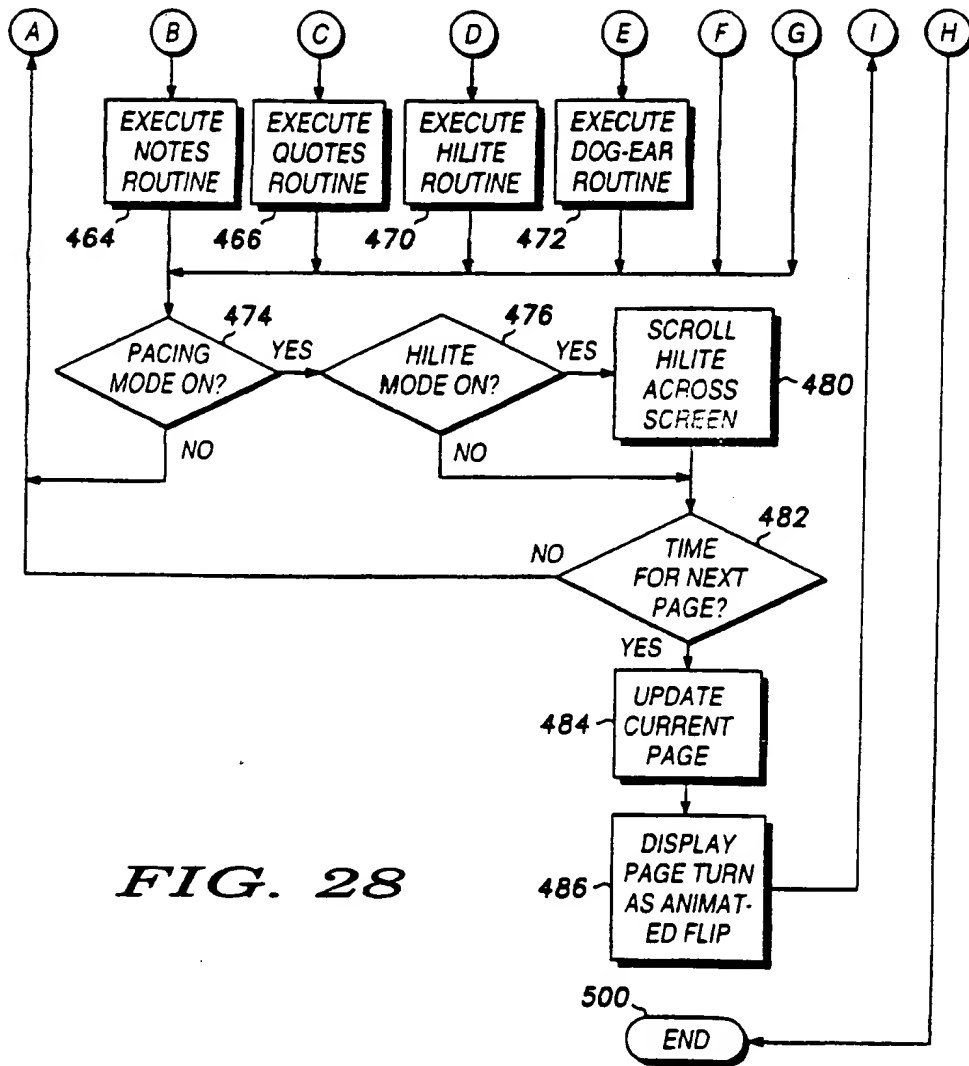 A B C D E F G I H
EXECUTE
NOTES
ROUTINE
464
EXECUTE
QUOTES
ROUTINE
466
EXECUTE
HILITE
ROUTINE
470
EXECUTE
DOG-EAR
ROUTINE
472
PACING
MODE ON?
474
YES
NO
HILITE
MODE ON?
476
YES
NO
SCROLL
HILITE
ACROSS
SCREEN
480
TIME
FOR NEXT
PAGE?
482
NO
YES
UPDATE
CURRENT
PAGE
484
DISPLAY
PAGE TURN
AS ANIMAT-
ED FLIP
486
FIG. 28
500
END